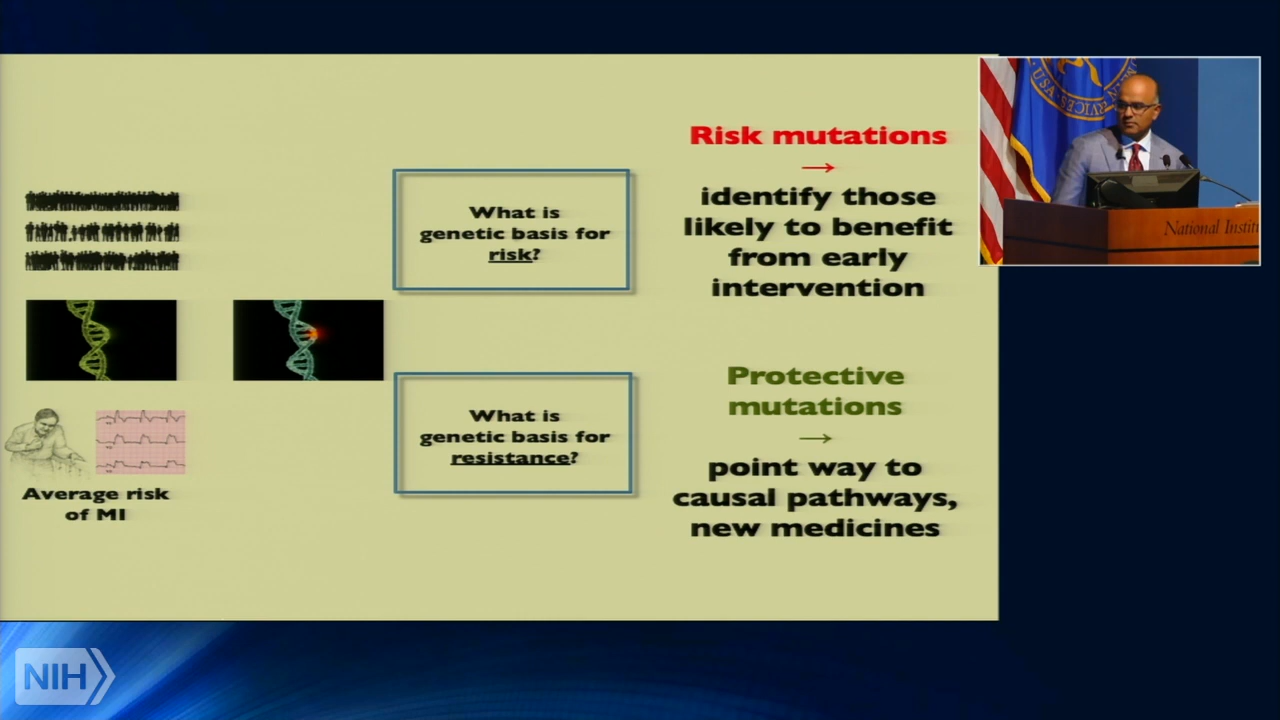 Risk mutations
→
identify those
likely to benefit
from early
intervention
What is
genetic basis for
risk?
Protective
mutations
→
point way to
causal pathways,
new medicines
What is
genetic basis for
resistance?
Average risk
of MI
USA
National Instit
NIH